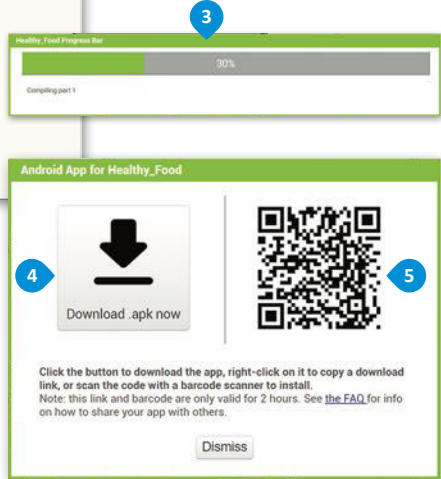 3
Healthy_Food Progress Bar
30%
Compiling part 1
Android App for Healthy_Food
4
5
Download .apk now
Click the button to download the app, right-click on it to copy a download
link, or scan the code with a barcode scanner to install.
Note: this link and barcode are only valid for 2 hours. See the FAQ for info
on how to share your app with others.
Dismiss